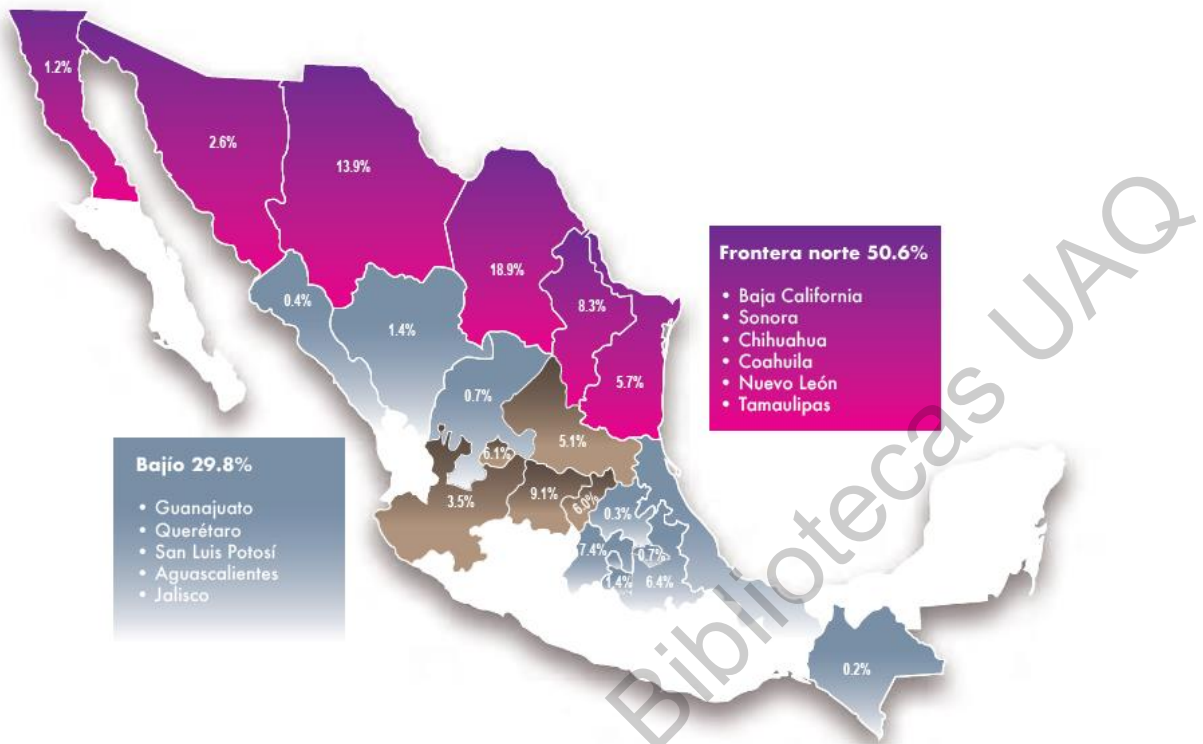 1.2%
2.6%
13.9%
18.9%
8.3%
5.7%
0.4%
1.4%
0.7%
5.1%
6.1%
3.5%
9.1%
6.0%
0.3%
7.4%
0.7%
1.4%
6.4%
0.2%
Frontera norte 50.6%
• Baja California
• Sonora
• Chihuahua
• Coahuila
• Nuevo León
• Tamaulipas
Bajío 29.8%
• Guanajuato
• Querétaro
• San Luis Potosí
• Aguascalientes
• Jalisco
Bibliotecas UAQ